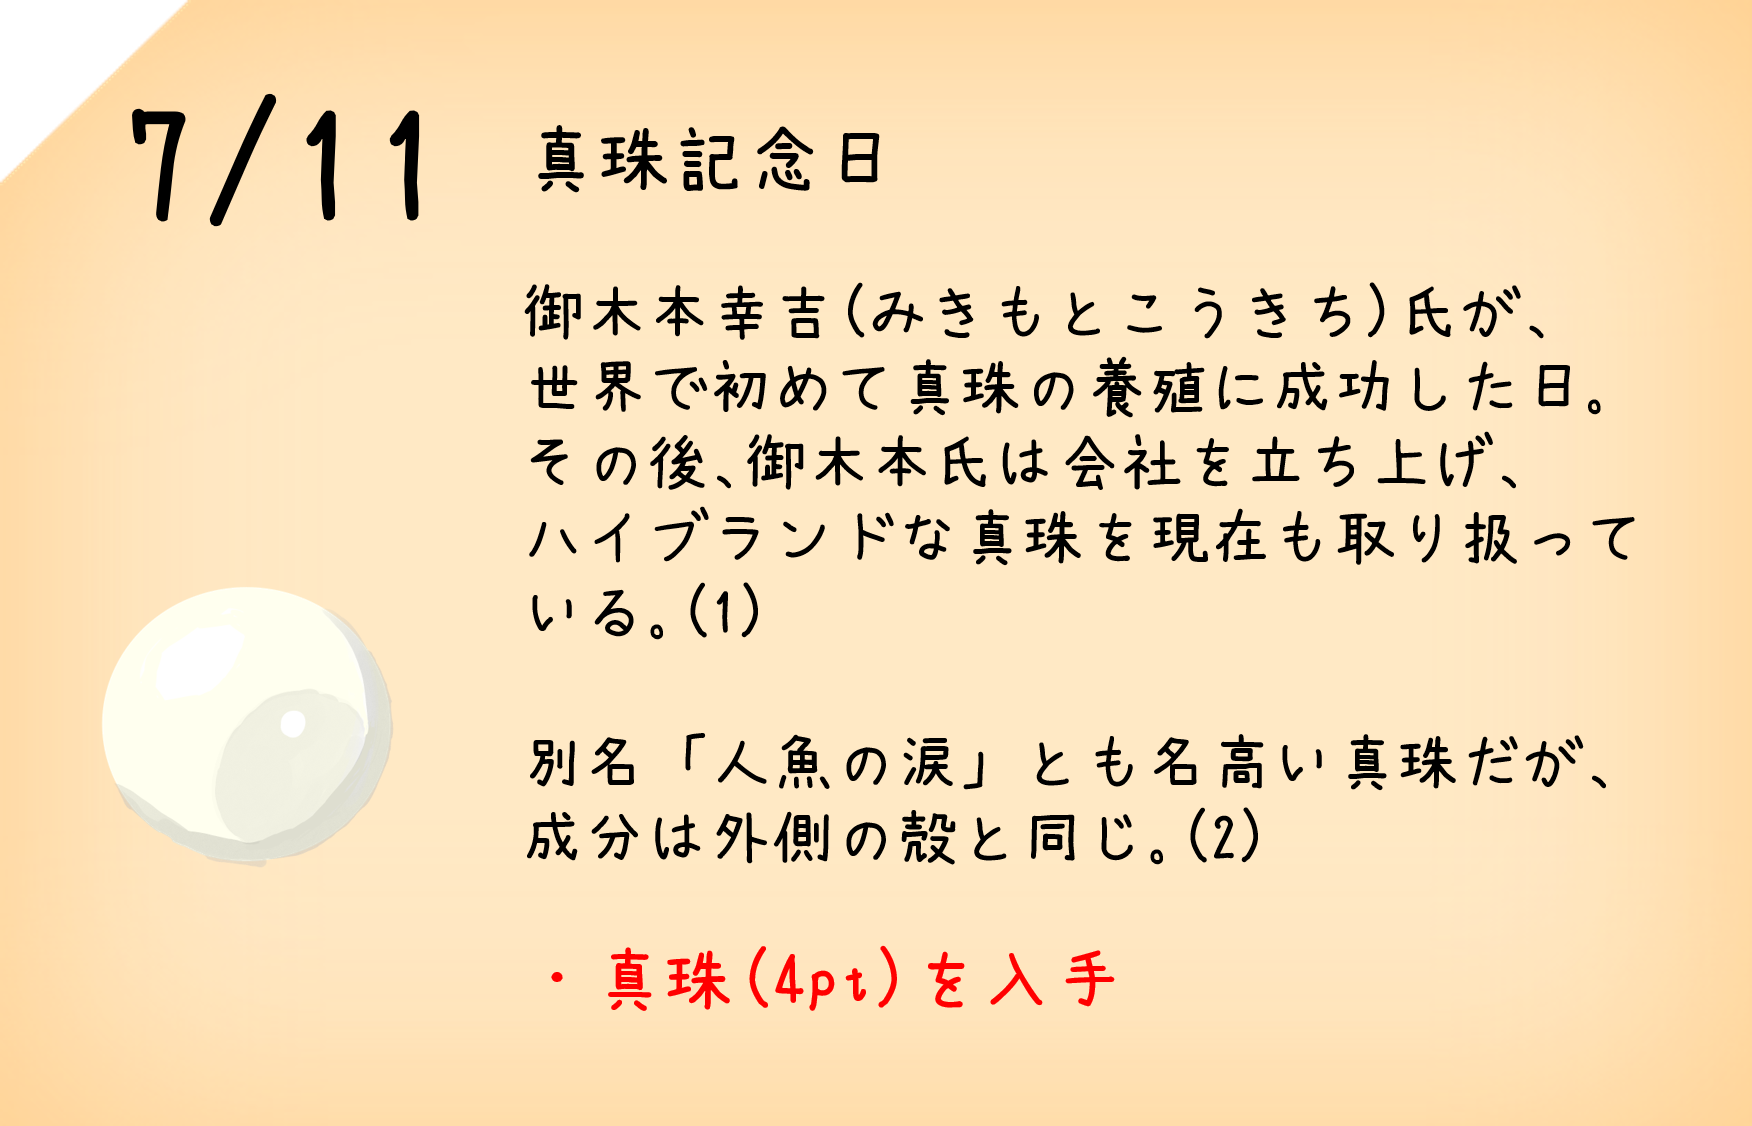 7/11 真珠記念日
御木本幸吉(みきもとこうきち)氏が、
世界で初めて真珠の養殖に成功した日。
その後、御木本氏は会社を立ち上げ、
ハイブランドな真珠を現在も取り扱って
いる。(1)
別名「人魚の涙」とも名高い真珠だが、
成分は外側の殻と同じ。(2)
・真珠(4pt)を入手